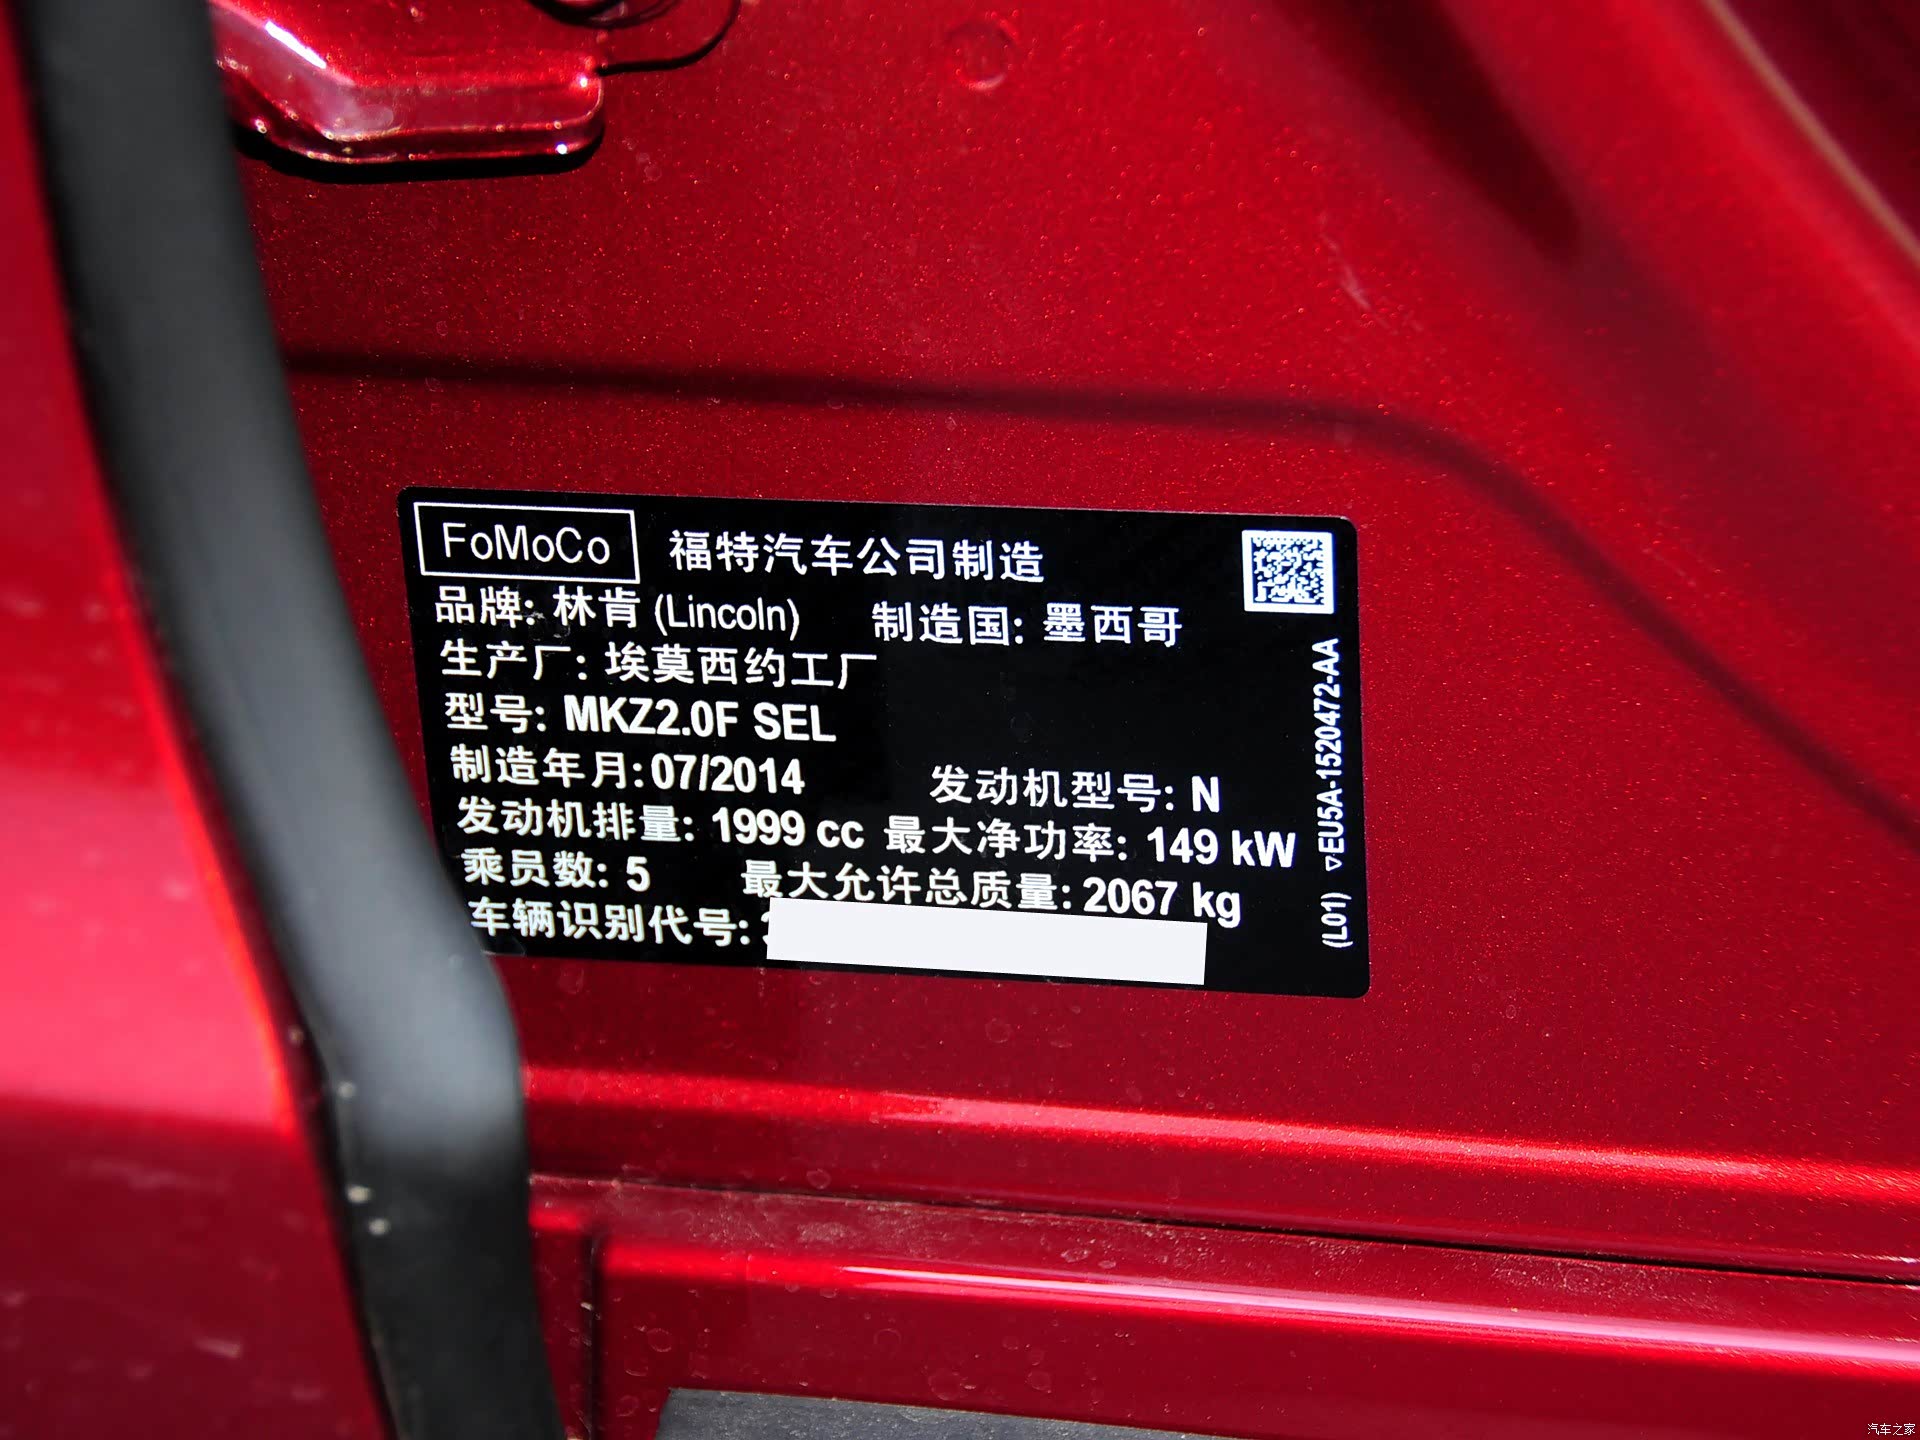 FoMoCo 福特汽车公司制造
品牌: 林肯 (Lincoln) 制造国: 墨西哥
生产厂: 埃莫西约工厂
型号: MKZ2.0F SEL
制造年月: 07/2014 发动机型号: N
发动机排量: 1999 cc 最大净功率: 149 kW
乘员数: 5 最大允许总质量: 2067 kg
车辆识别代号:
(L01) ▿EU5A-1520472-AA
汽车之家